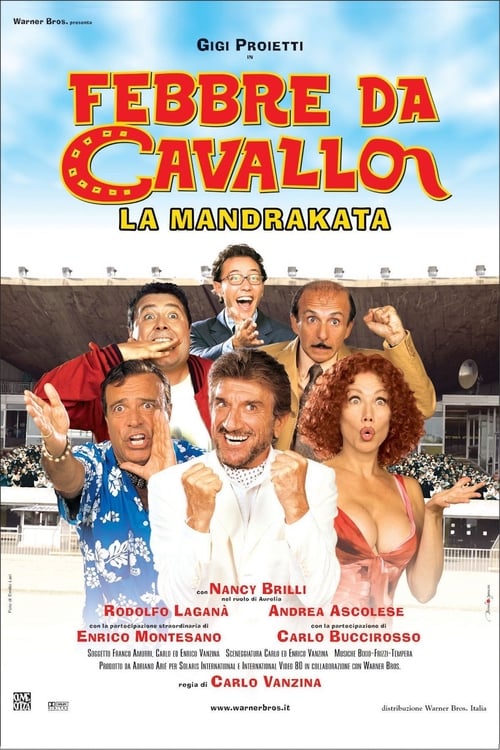 Warner Bros. presenta
GIGI PROIETTI
IN
FEBBRE DA
CAVALLO
LA MANDRAKATA
con NANCY BRILLI
nel ruolo di Aurelia
RODOLFO LAGANÀ ANDREA ASCOLESE
con la partecipazione straordinaria di con la partecipazione di
ENRICO MONTESANO CARLO BUCCIROSSO
SOGGETTO FRANCO AMURRI, CARLO ED ENRICO VANZINA SCENEGGIATURA CARLO ED ENRICO VANZINA MUSICHE BIXIO-FRIZZI-TEMPERA
PRODOTTO DA ADRIANO ARIÈ PER SOLARIS INTERNATIONAL E INTERNATIONAL VIDEO 80 IN COLLABORAZIONE CON WARNER BROS.
regia di CARLO VANZINA
www.warnerbros.it
distribuzione Warner Bros. Italia